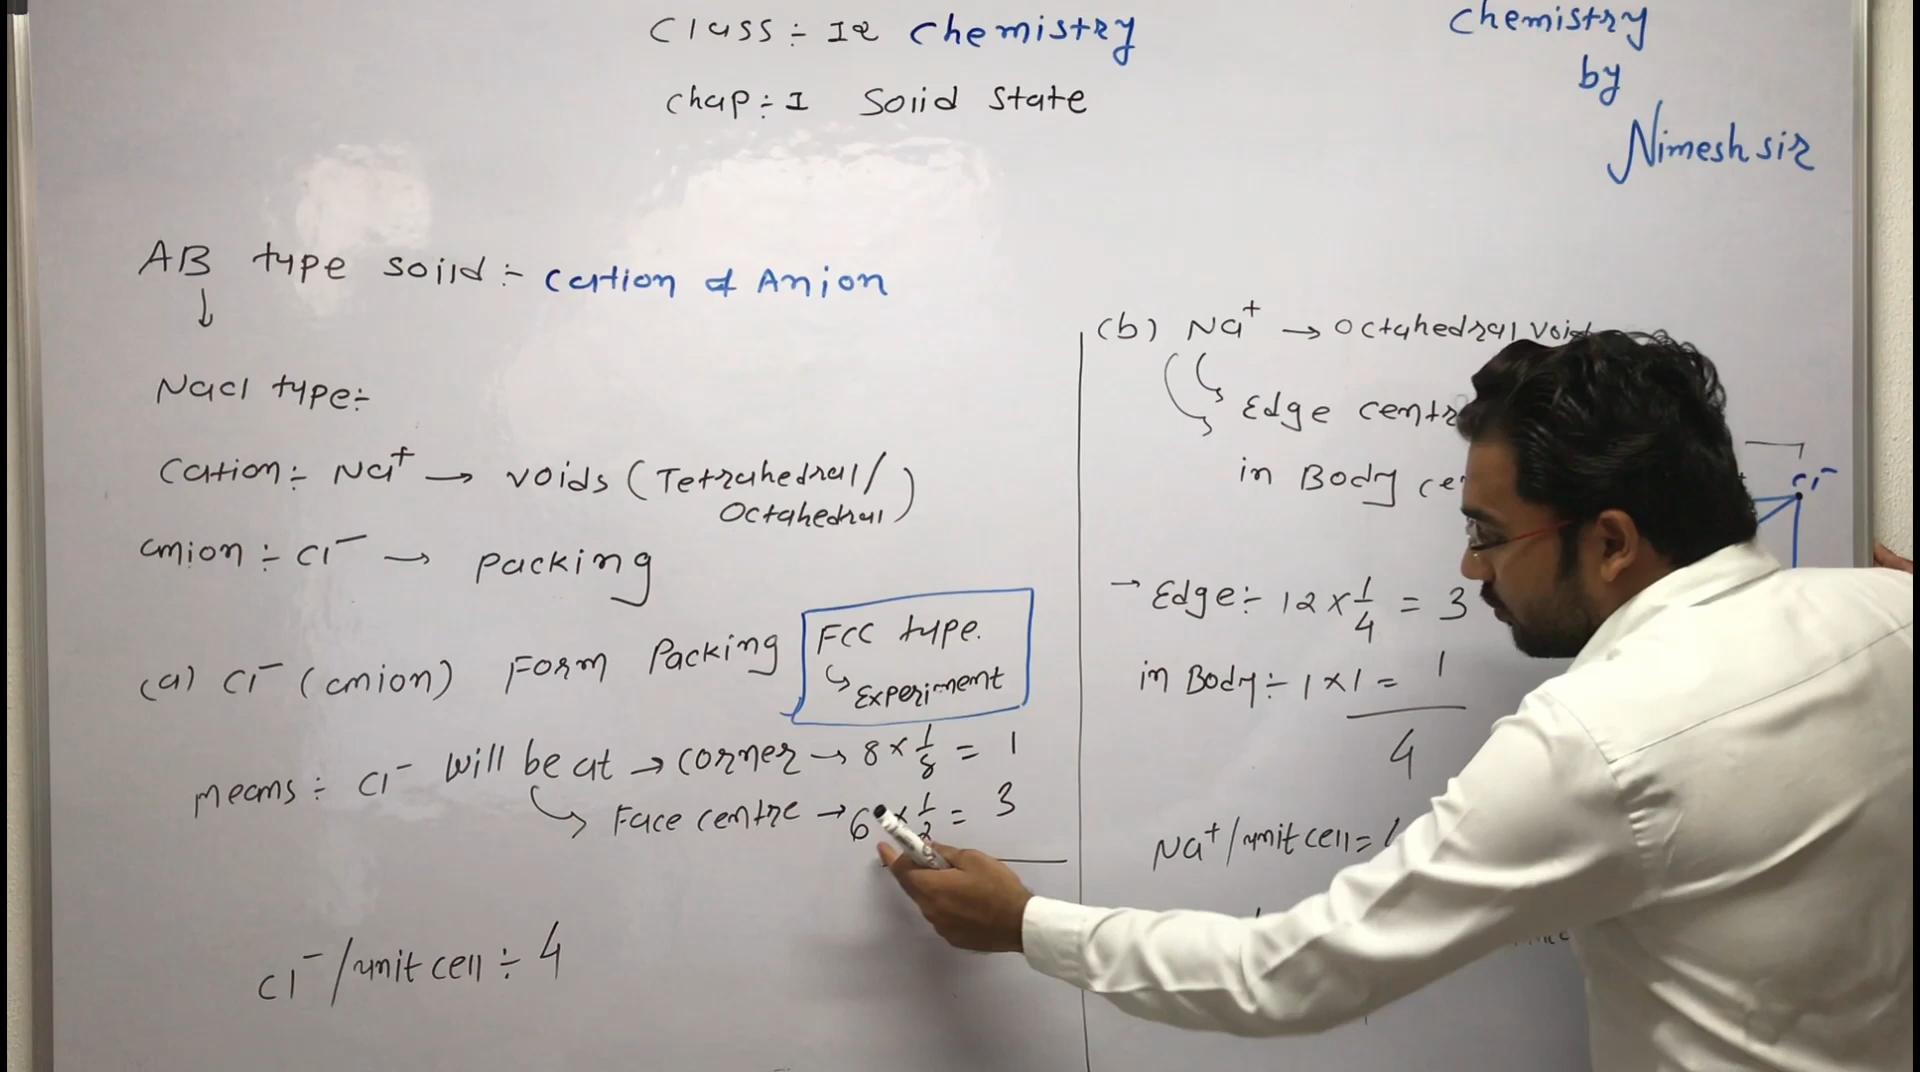 Class÷ 12 Chemistry
Chap÷1 Solid State
Chemistry
by
Nimesh sir
AB type solid÷ Cation & Anion
↓
NaCl type÷
Cation÷ Na⁺ → voids (Tetrahedral/
Octahedral)
anion÷ Cl⁻ → Packing
(a) Cl⁻ (anion) Form Packing FCC type.
↳ Experiment
means÷ Cl⁻ will be at → corner → 8 × 1/8 = 1
↳ Face centre → 6 × 1/2 = 3
Cl⁻/unit cell ÷ 4
(b) Na⁺ → Octahedral
Edge
in Body
Cl⁻
→ Edge÷ 12 × 1/4 = 3
in Body÷ 1 × 1 = 1
4
Na⁺/unit cell =